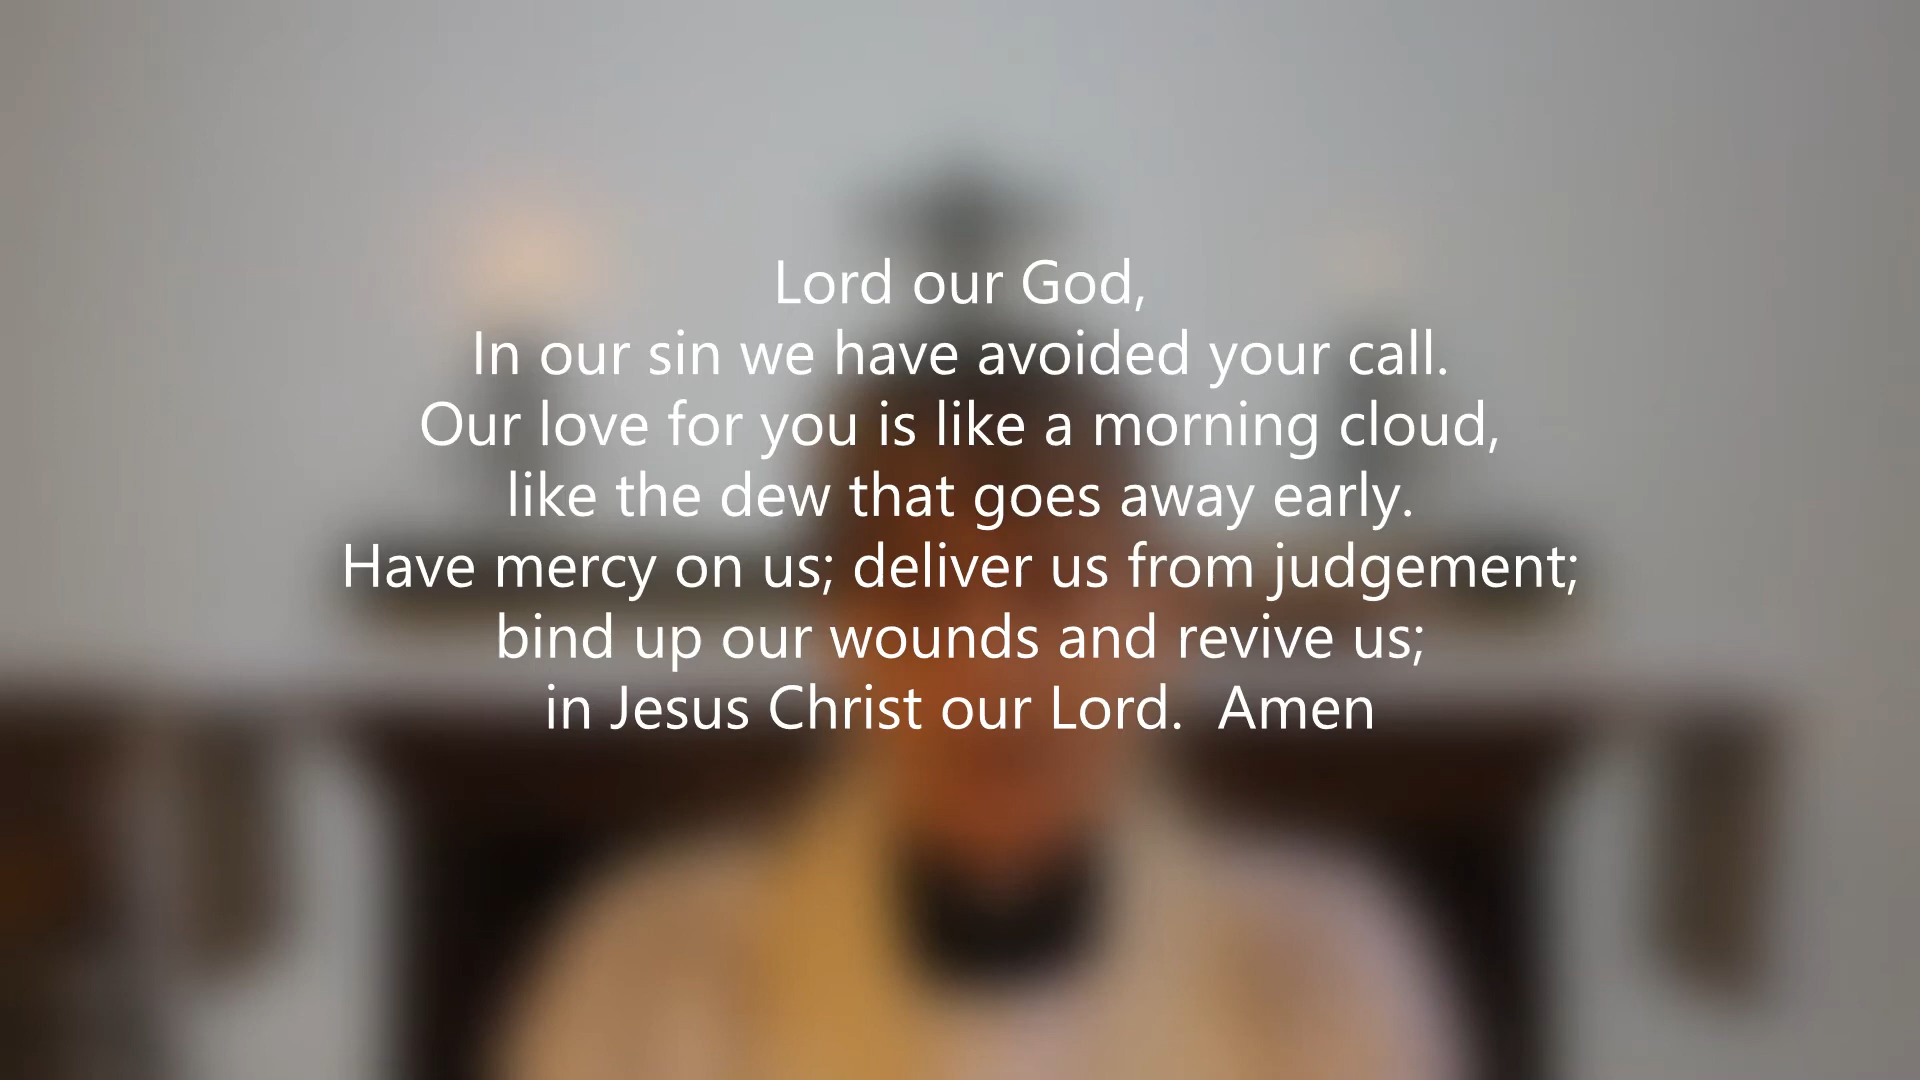 Lord our God,
In our sin we have avoided your call.
Our love for you is like a morning cloud,
like the dew that goes away early.
Have mercy on us; deliver us from judgement;
bind up our wounds and revive us;
in Jesus Christ our Lord.  Amen